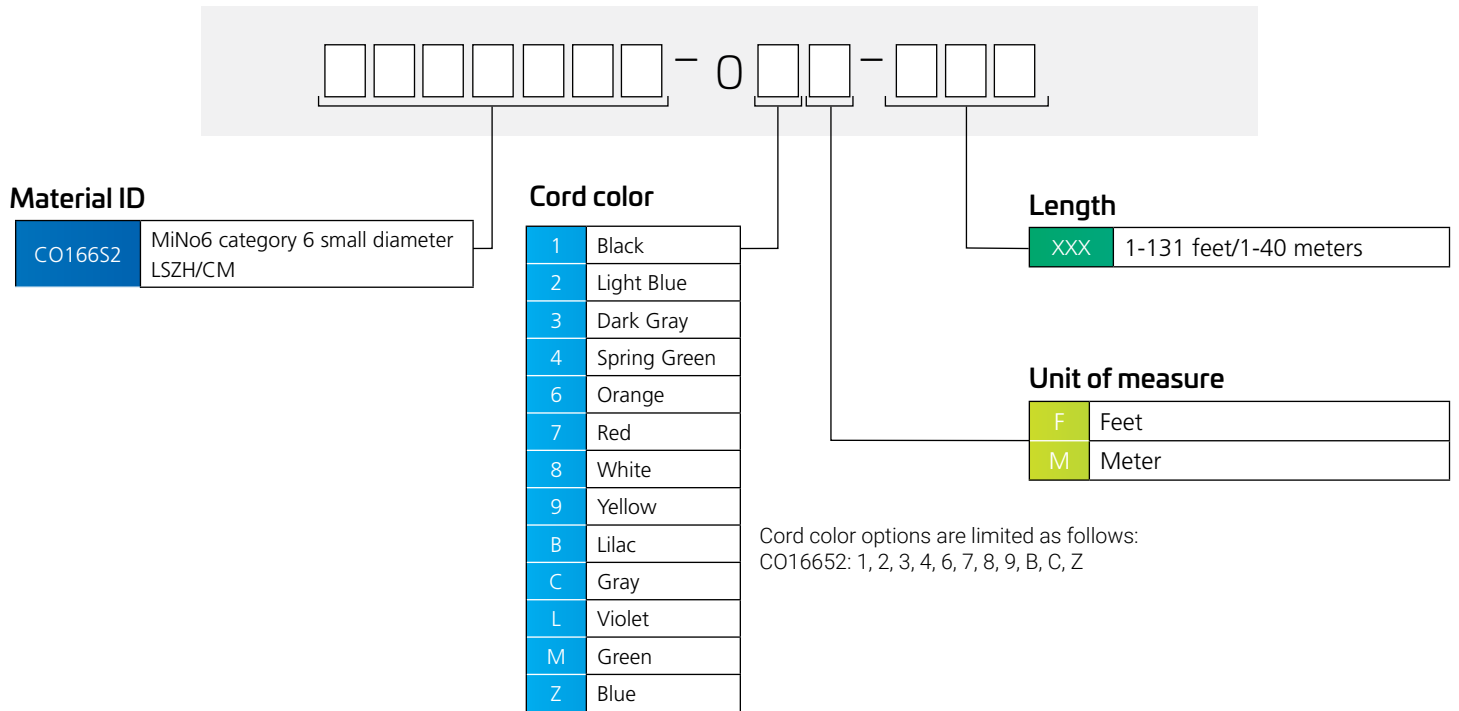 – 0 –
Material ID
CO166S2 MiNo6 category 6 small diameter
LSZH/CM
Cord color
1 Black
2 Light Blue
3 Dark Gray
4 Spring Green
6 Orange
7 Red
8 White
9 Yellow
B Lilac
C Gray
L Violet
M Green
Z Blue
Length
XXX 1-131 feet/1-40 meters
Unit of measure
F Feet
M Meter
Cord color options are limited as follows:
CO16652: 1, 2, 3, 4, 6, 7, 8, 9, B, C, Z